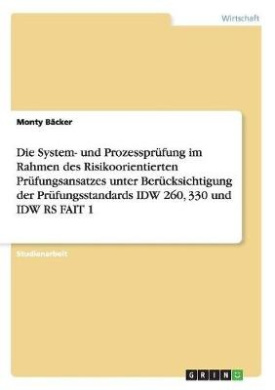 Wirtschaft
Monty Bäcker
Die System- und Prozessprüfung im
Rahmen des Risikoorientierten
Prüfungsansatzes unter Berücksichtigung
der Prüfungsstandards IDW 260, 330 und
IDW RS FAIT 1
Studienarbeit
GRIN